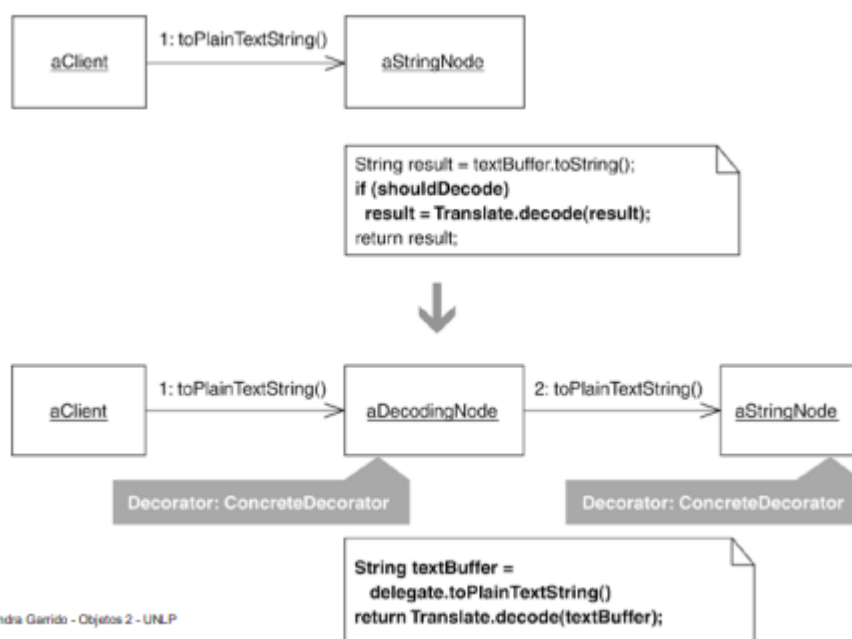 1: toPlainTextString()
aClient
aStringNode
String result = textBuffer.toString();
if (shouldDecode)
result = Translate.decode(result);
return result;
1: toPlainTextString()
2: toPlainTextString()
aClient
aDecodingNode
aStringNode
Decorator: ConcreteDecorator
Decorator: ConcreteDecorator
String textBuffer =
delegate.toPlainTextString()
return Translate.decode(textBuffer);
Garrido - Objetos 2 - UNLP